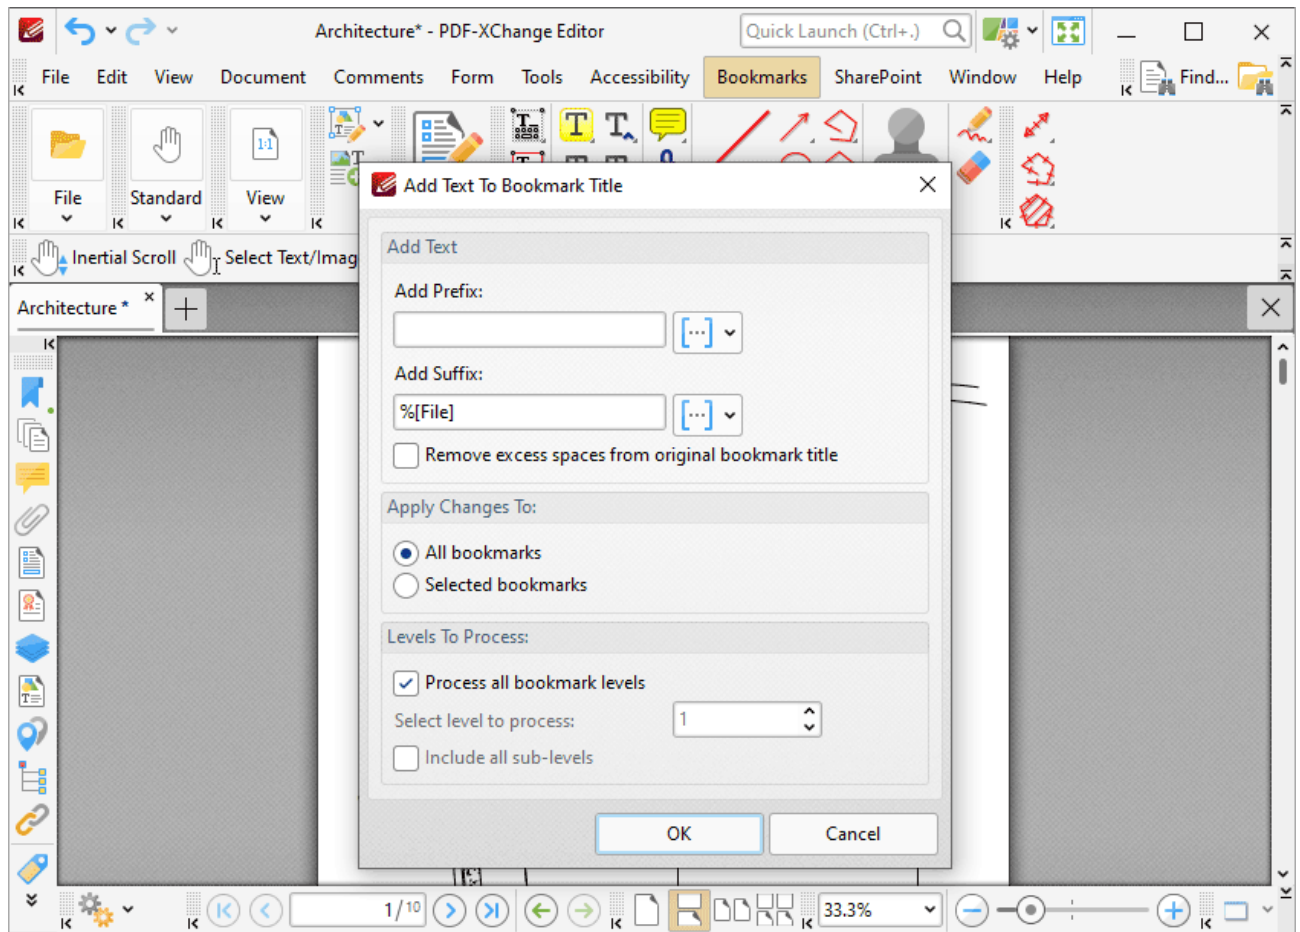 Architecture* - PDF-XChange Editor
Quick Launch (Ctrl+.)
File Edit View Document Comments Form Tools Accessibility Bookmarks SharePoint Window Help Find...
1:1
File Standard View
Inertial Scroll Select Text/Imag
Architecture *
Add Text To Bookmark Title
Add Text
Add Prefix:
Add Suffix:
%[File]
Remove excess spaces from original bookmark title
Apply Changes To:
All bookmarks
Selected bookmarks
Levels To Process:
Process all bookmark levels
Select level to process: 1
Include all sub-levels
OK Cancel
1/10
33.3%